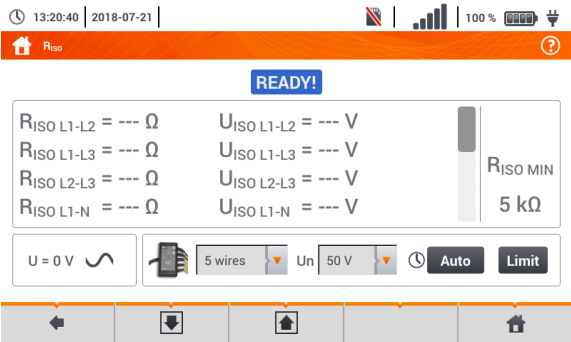 13:20:40 2018-07-21 100 %
RISO
?
READY!
RISO L1-L2 = --- Ω UISO L1-L2 = --- V
RISO L1-L3 = --- Ω UISO L1-L3 = --- V
RISO L2-L3 = --- Ω UISO L2-L3 = --- V
RISO L1-N = --- Ω UISO L1-N = --- V
RISO MIN
5 kΩ
U = 0 V 5 wires Un 50 V Auto Limit